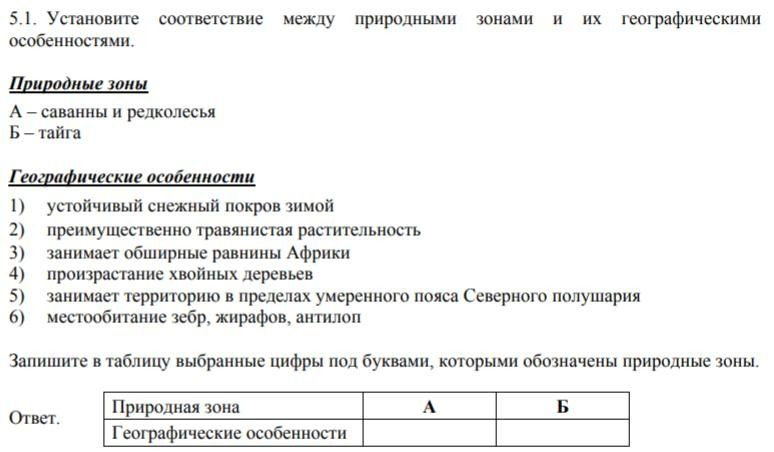 5.1. Установите соответствие между природными зонами и их географическими
особенностями.
Природные зоны
А – саванны и редколесья
Б – тайга
Географические особенности
1) устойчивый снежный покров зимой
2) преимущественно травянистая растительность
3) занимает обширные равнины Африки
4) произрастание хвойных деревьев
5) занимает территорию в пределах умеренного пояса Северного полушария
6) местообитание зебр, жирафов, антилоп
Запишите в таблицу выбранные цифры под буквами, которыми обозначены природные зоны.
Ответ.
Природная зона А Б
Географические особенности